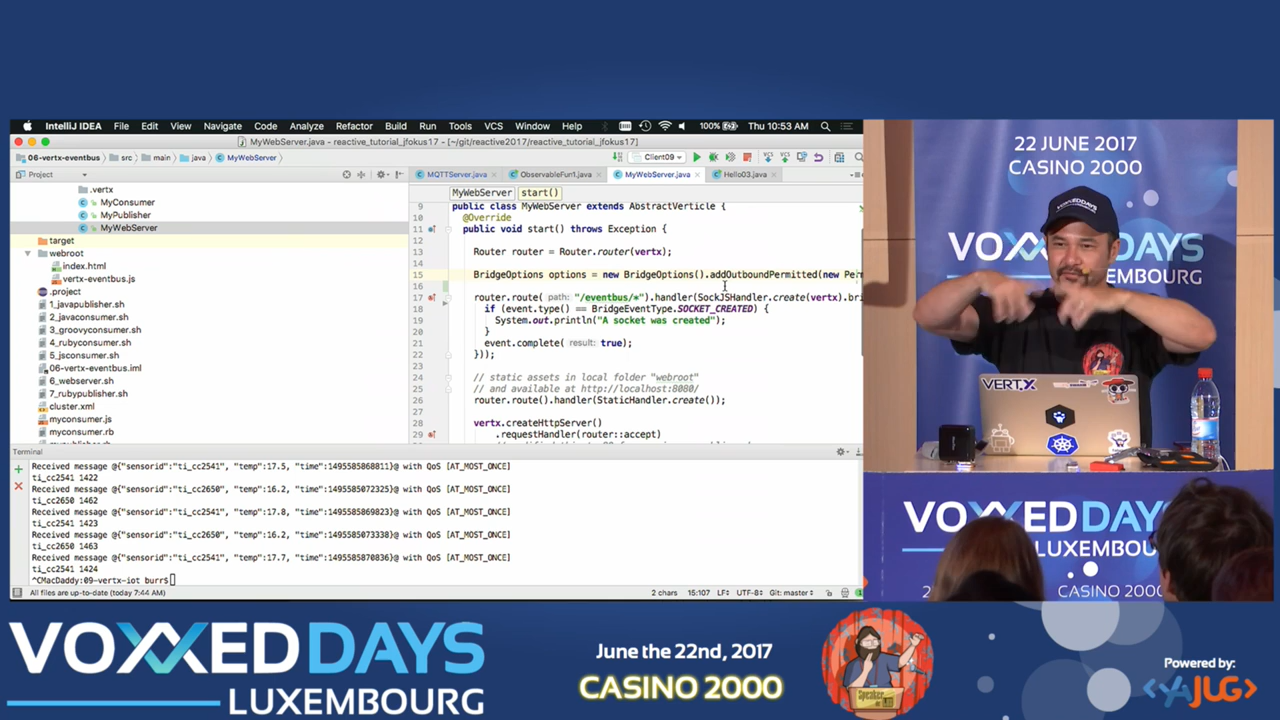 IntelliJ IDEA File Edit View Navigate Code Analyze Refactor Build Run Tools VCS Window Help 100% Thu 10:53 AM
MyWebServer.java - reactive_tutorial_jfokus17 - [~/git/reactive2017/reactive_tutorial_jfokus17]
06-vertx-eventbus src main java MyWebServer Client09
Project
MQTTServer.java ObservableFun1.java MyWebServer.java Hello03.java
.vertx
MyConsumer
MyPublisher
MyWebServer
target
webroot
index.html
vertx-eventbus.js
.project
1_javapublisher.sh
2_javaconsumer.sh
3_groovyconsumer.sh
4_rubyconsumer.sh
5_jsconsumer.sh
06-vertx-eventbus.iml
6_webserver.sh
7_rubypublisher.sh
cluster.xml
myconsumer.js
myconsumer.rb
MyWebServer start()
9 public class MyWebServer extends AbstractVerticle {
10 @Override
11 public void start() throws Exception {
12
13 Router router = Router.router(vertx);
14
15 BridgeOptions options = new BridgeOptions().addOutboundPermitted(new Per
16
17 router.route( path: "/eventbus/*").handler(SockJSHandler.create(vertx).bri
18 if (event.type() == BridgeEventType.SOCKET_CREATED) {
19 System.out.println("A socket was created");
20 }
21 event.complete( result: true);
22 }));
23
24 // static assets in local folder "webroot"
25 // and available at http://localhost:8080/
26 router.route().handler(StaticHandler.create());
27
28 vertx.createHttpServer()
29 .requestHandler(router::accept)
Terminal
Received message @{"sensorid":"ti_cc2541", "temp":17.5, "time":1495585868811}@ with QoS [AT_MOST_ONCE]
ti_cc2541 1422
Received message @{"sensorid":"ti_cc2650", "temp":16.2, "time":1495585072325}@ with QoS [AT_MOST_ONCE]
ti_cc2650 1462
Received message @{"sensorid":"ti_cc2541", "temp":17.8, "time":1495585869823}@ with QoS [AT_MOST_ONCE]
ti_cc2541 1423
Received message @{"sensorid":"ti_cc2650", "temp":16.2, "time":1495585073338}@ with QoS [AT_MOST_ONCE]
ti_cc2650 1463
Received message @{"sensorid":"ti_cc2541", "temp":17.7, "time":1495585870836}@ with QoS [AT_MOST_ONCE]
ti_cc2541 1424
^CMacDaddy:09-vertx-iot burr$
All files are up-to-date (today 7:44 AM) 2 chars 15:107 LF÷ UTF-8÷ Git: master÷
22 JUNE 2017
CASINO 2000
VOXXED DAYS
EMBOURG
VOXXEDDAYS
VERT.X
VOXXEDDAYS
LUXEMBOU
CASINO 2000
VOXXEDDAYS
LUXEMBOURG
June the 22nd, 2017
CASINO 2000
Speaker
Powered by:
<YAJUG>